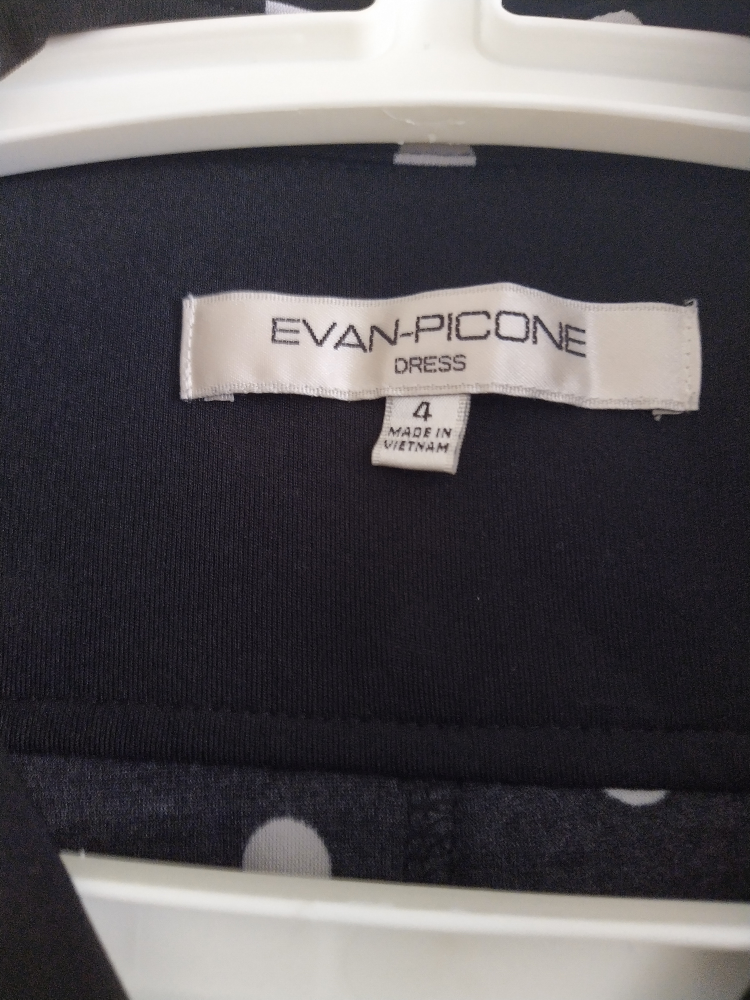 EVAN-PICONE
DRESS
4
MADE IN
VIETNAM